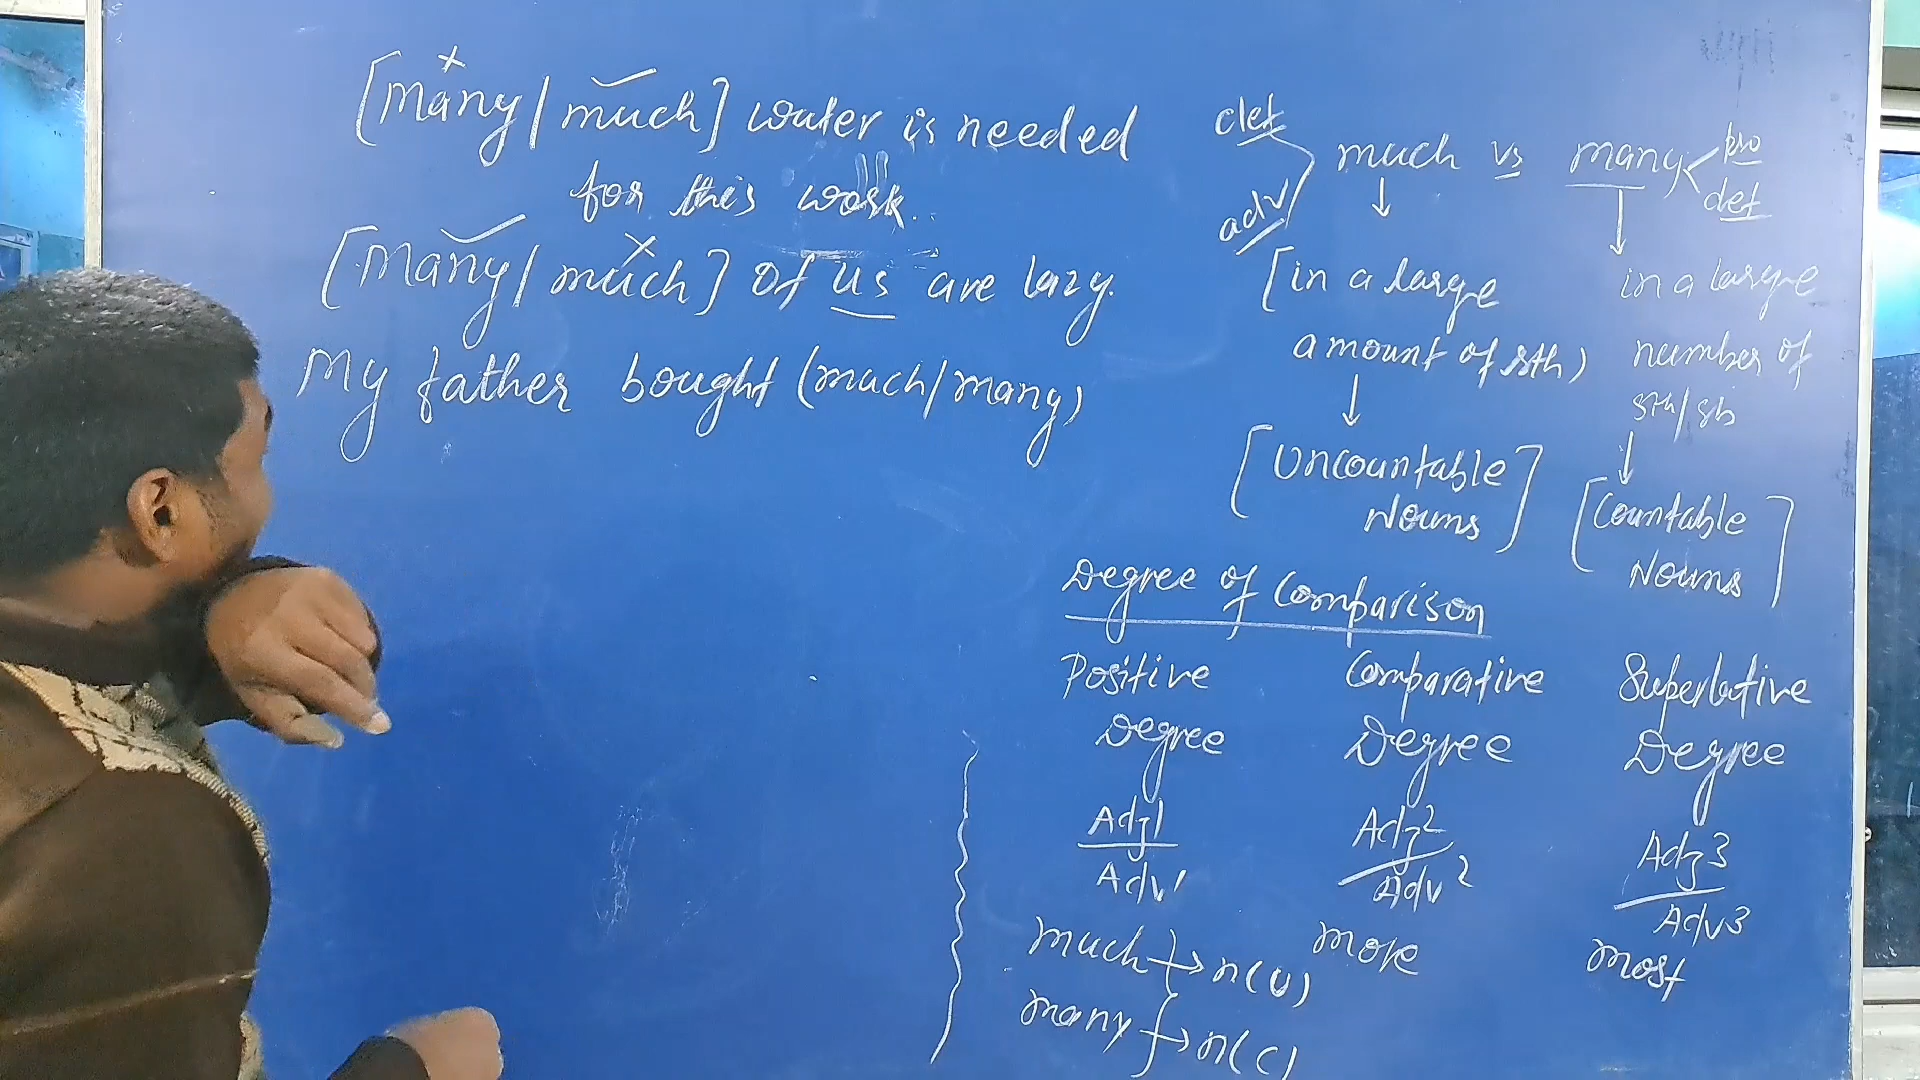 [Many / much] water is needed
for this work.
[Many / much] of us are lazy.
My father bought (much/many)
det
adv
much vs many
pro
det
[in a large
amount of sth)
[Uncountable
Nouns]
in a large
number of
sth/sb
[Countable
Nouns]
Degree of Comparison
Positive
Degree
Comparative
Degree
Superlative
Degree
Adj1
Adv1
Adj2
Adv2
Adj3
Adv3
much → n(U)
many → n(C)
more
most